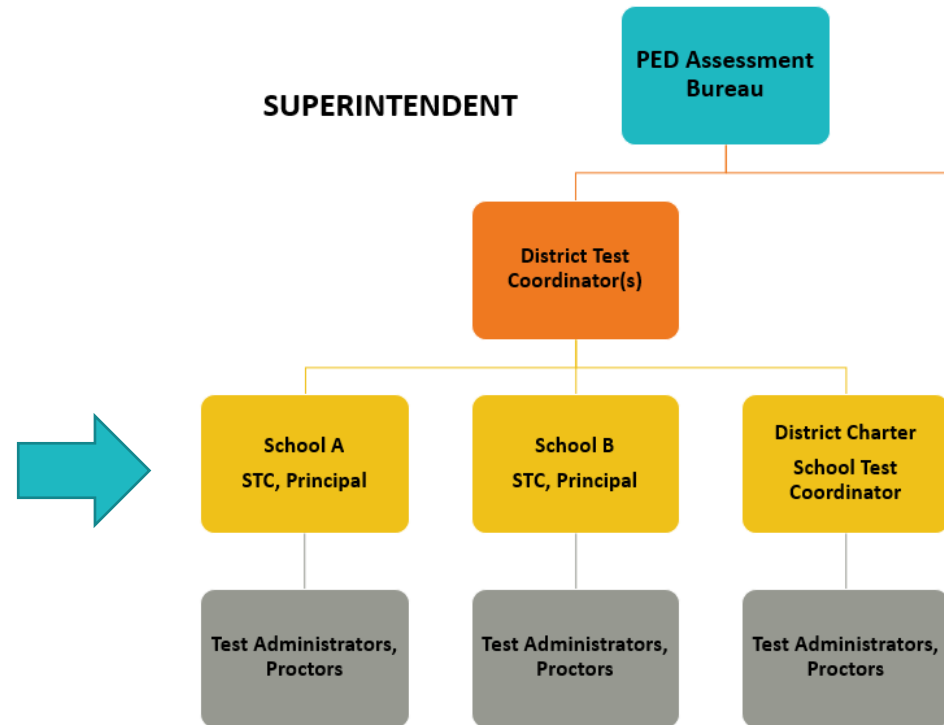 PED Assessment
Bureau
SUPERINTENDENT
District Test
Coordinator(s)
School A
STC, Principal
School B
STC, Principal
District Charter
School Test
Coordinator
Test Administrators,
Proctors
Test Administrators,
Proctors
Test Administrators,
Proctors